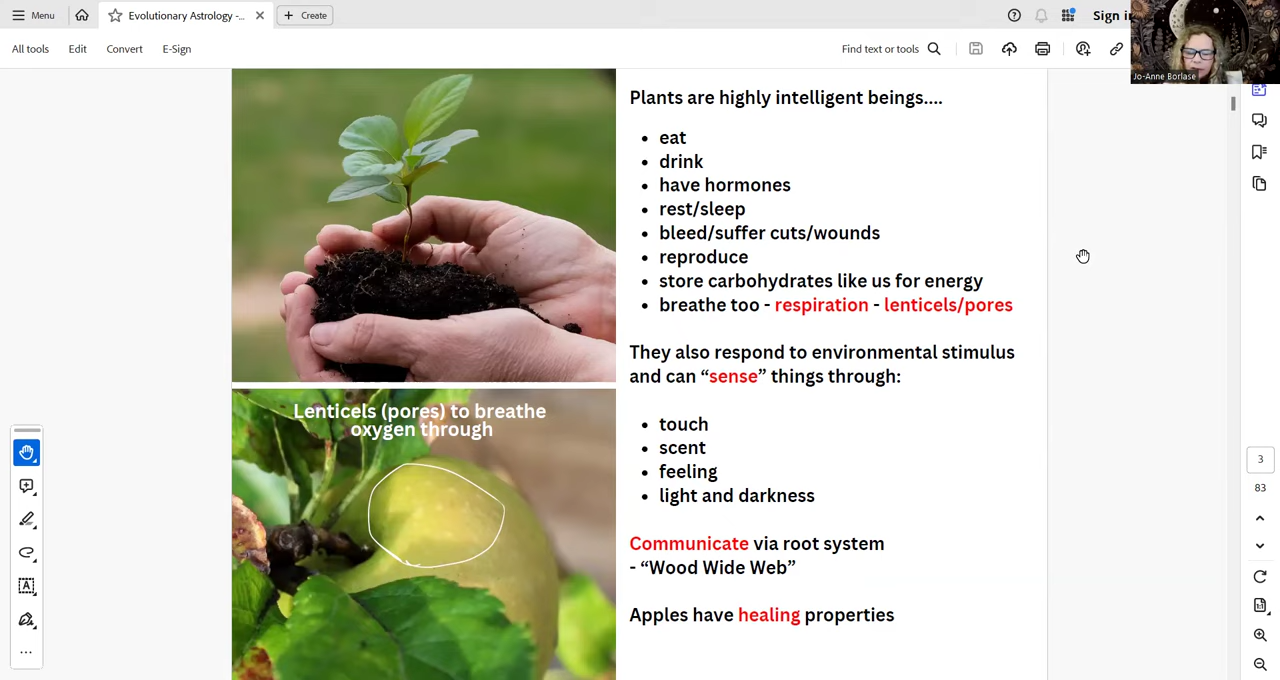 Menu
Evolutionary Astrology -...
Create
Sign in
All tools
Edit
Convert
E-Sign
Find text or tools
Jo-Anne Borlase
Plants are highly intelligent beings....
• eat
• drink
• have hormones
• rest/sleep
• bleed/suffer cuts/wounds
• reproduce
• store carbohydrates like us for energy
• breathe too - respiration - lenticels/pores
They also respond to environmental stimulus
and can “sense” things through:
• touch
• scent
• feeling
• light and darkness
Communicate via root system
- “Wood Wide Web”
Apples have healing properties
Lenticels (pores) to breathe
oxygen through
3
83